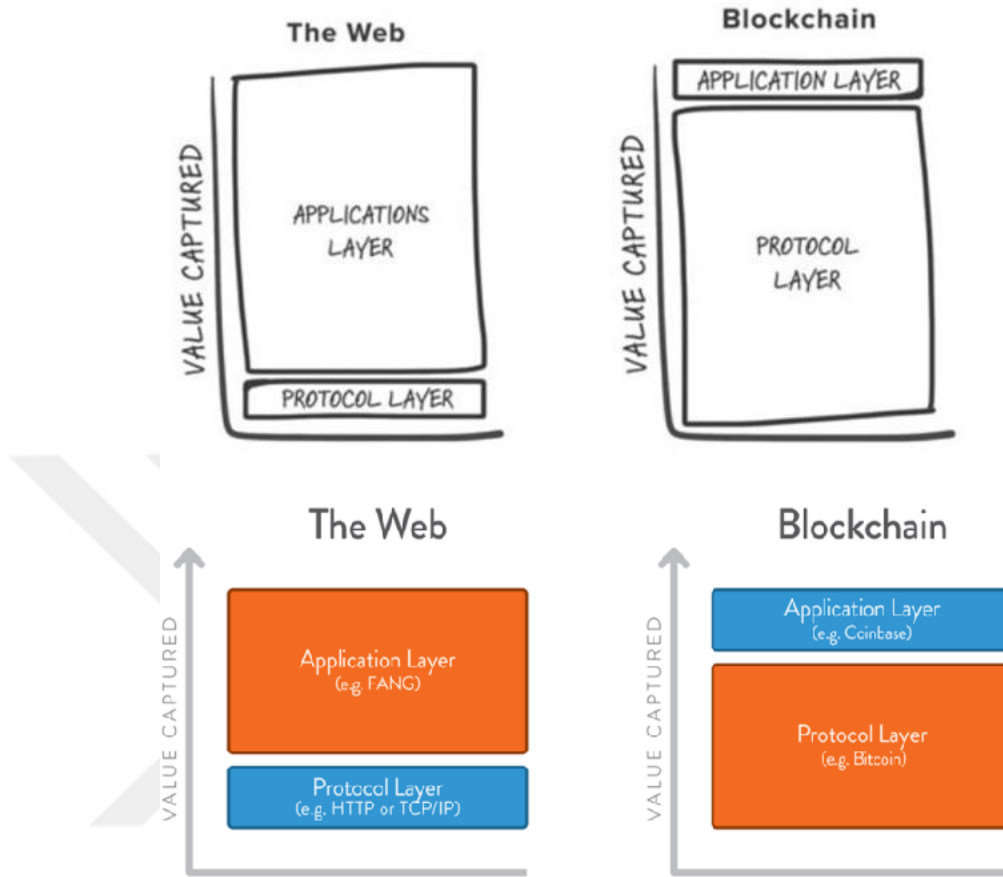 The Web
VALUE CAPTURED
APPLICATIONS
LAYER
PROTOCOL LAYER
Blockchain
VALUE CAPTURED
APPLICATION LAYER
PROTOCOL
LAYER
The Web
VALUE CAPTURED
Application Layer
(e.g. FANG)
Protocol Layer
(e.g. HTTP or TCP/IP)
Blockchain
VALUE CAPTURED
Application Layer
(e.g. Coinbase)
Protocol Layer
(e.g. Bitcoin)